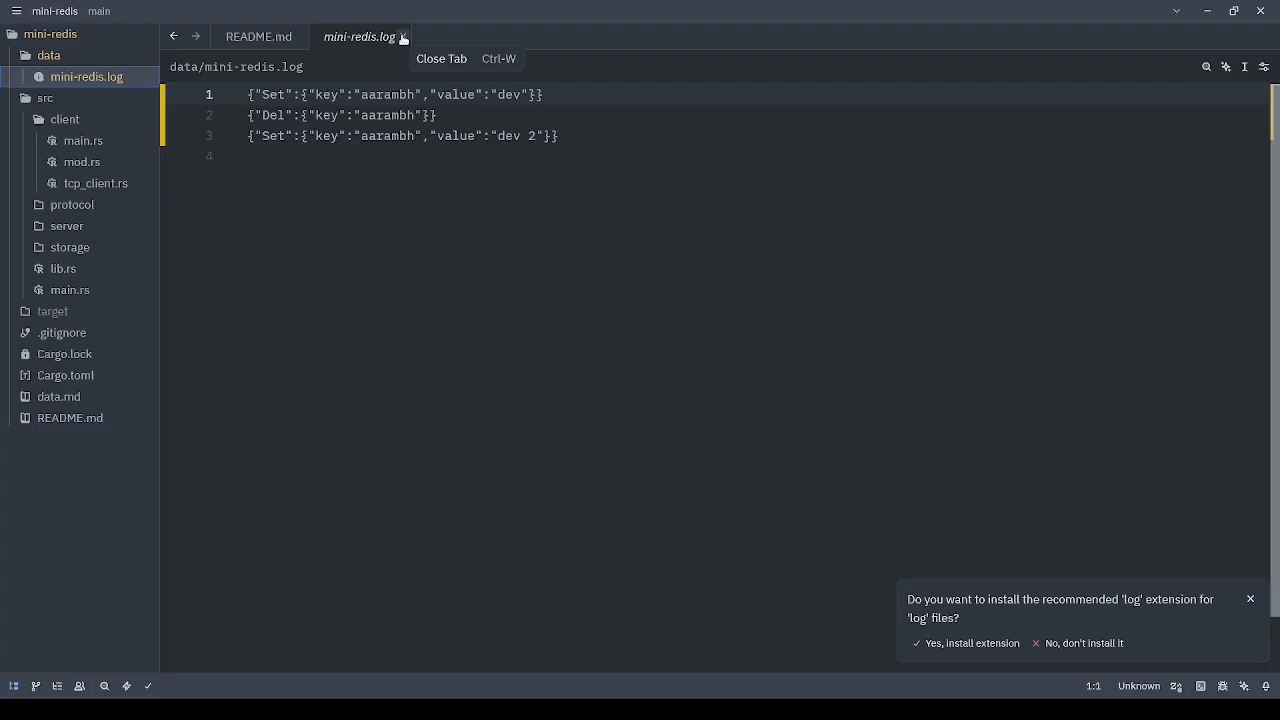 mini-redis main
mini-redis
data
mini-redis.log
src
client
main.rs
mod.rs
tcp_client.rs
protocol
server
storage
lib.rs
main.rs
target
.gitignore
Cargo.lock
Cargo.toml
data.md
README.md
README.md mini-redis.log
Close Tab Ctrl-W
data/mini-redis.log
1 {"Set":{"key":"aarambh","value":"dev"}}
2 {"Del":{"key":"aarambh"}}
3 {"Set":{"key":"aarambh","value":"dev 2"}}
4
Do you want to install the recommended 'log' extension for
'log' files?
Yes, install extension No, don't install it
1:1 Unknown